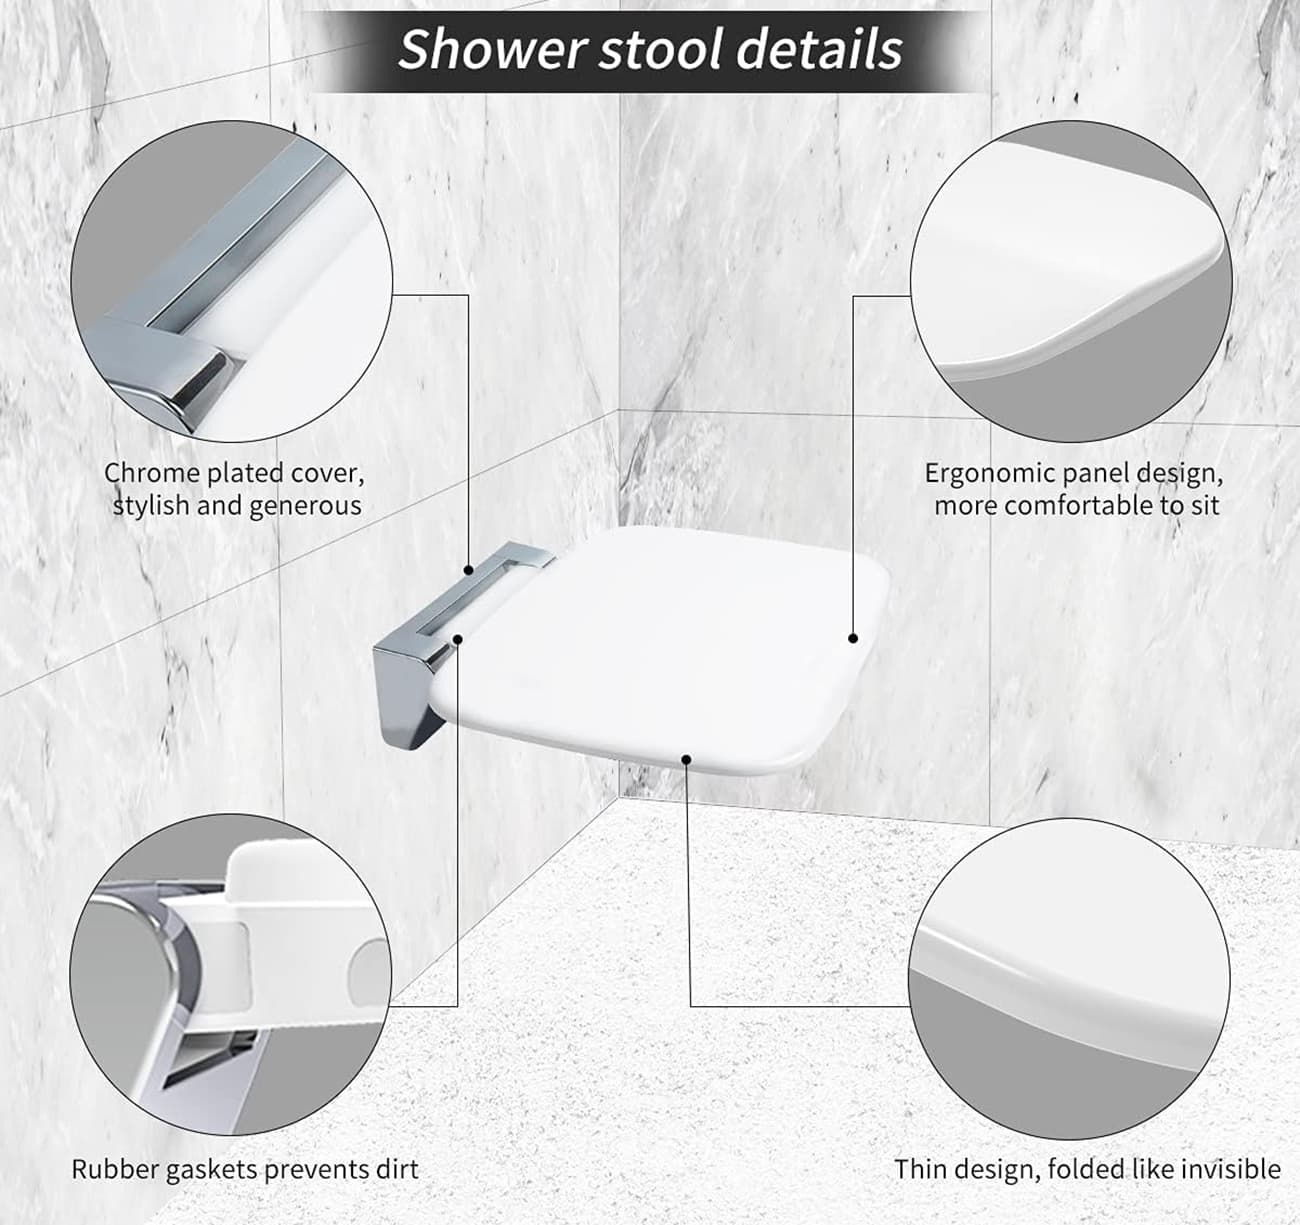 Shower stool details
Chrome plated cover,
stylish and generous
Ergonomic panel design,
more comfortable to sit
Rubber gaskets prevents dirt
Thin design, folded like invisible